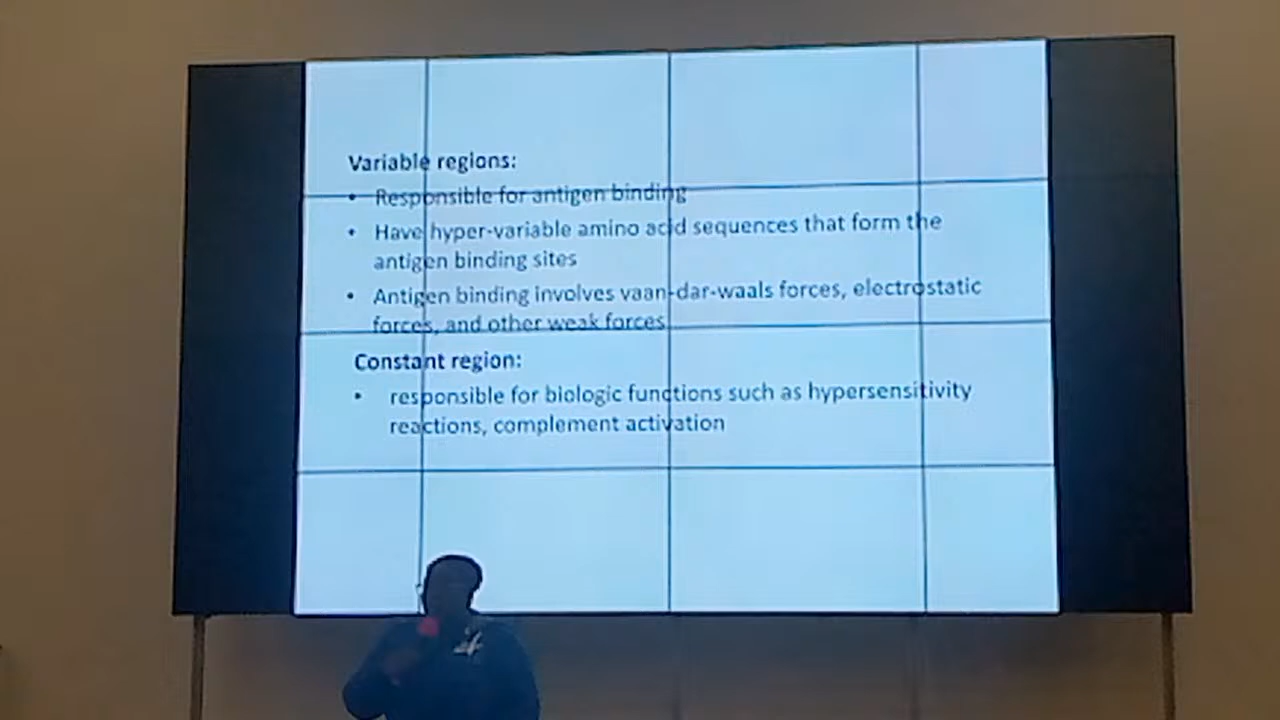 Variable regions:
• Responsible for antigen binding
• Have hyper-variable amino acid sequences that form the
antigen binding sites
• Antigen binding involves vaan-dar-waals forces, electrostatic
forces, and other weak forces
Constant region:
• responsible for biologic functions such as hypersensitivity
reactions, complement activation